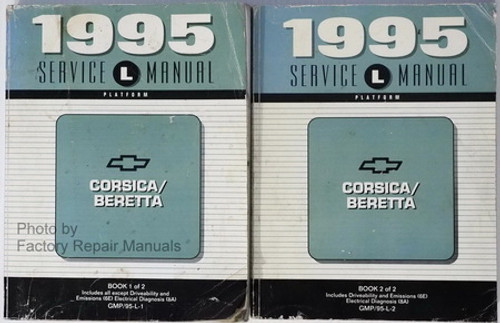 1995
SERVICE L MANUAL
PLATFORM
CORSICA/
BERETTA
BOOK 1 of 2
Includes all except Driveability and
Emissions (6E) Electrical Diagnosis (8A)
GMP/95-L-1
Photo by
Factory Repair Manuals
1995
SERVICE L MANUAL
PLATFORM
CORSICA/
BERETTA
BOOK 2 of 2
Includes Driveability and
Emissions (6E) Electrical Diagnosis (8A)
GMP/95-L-2